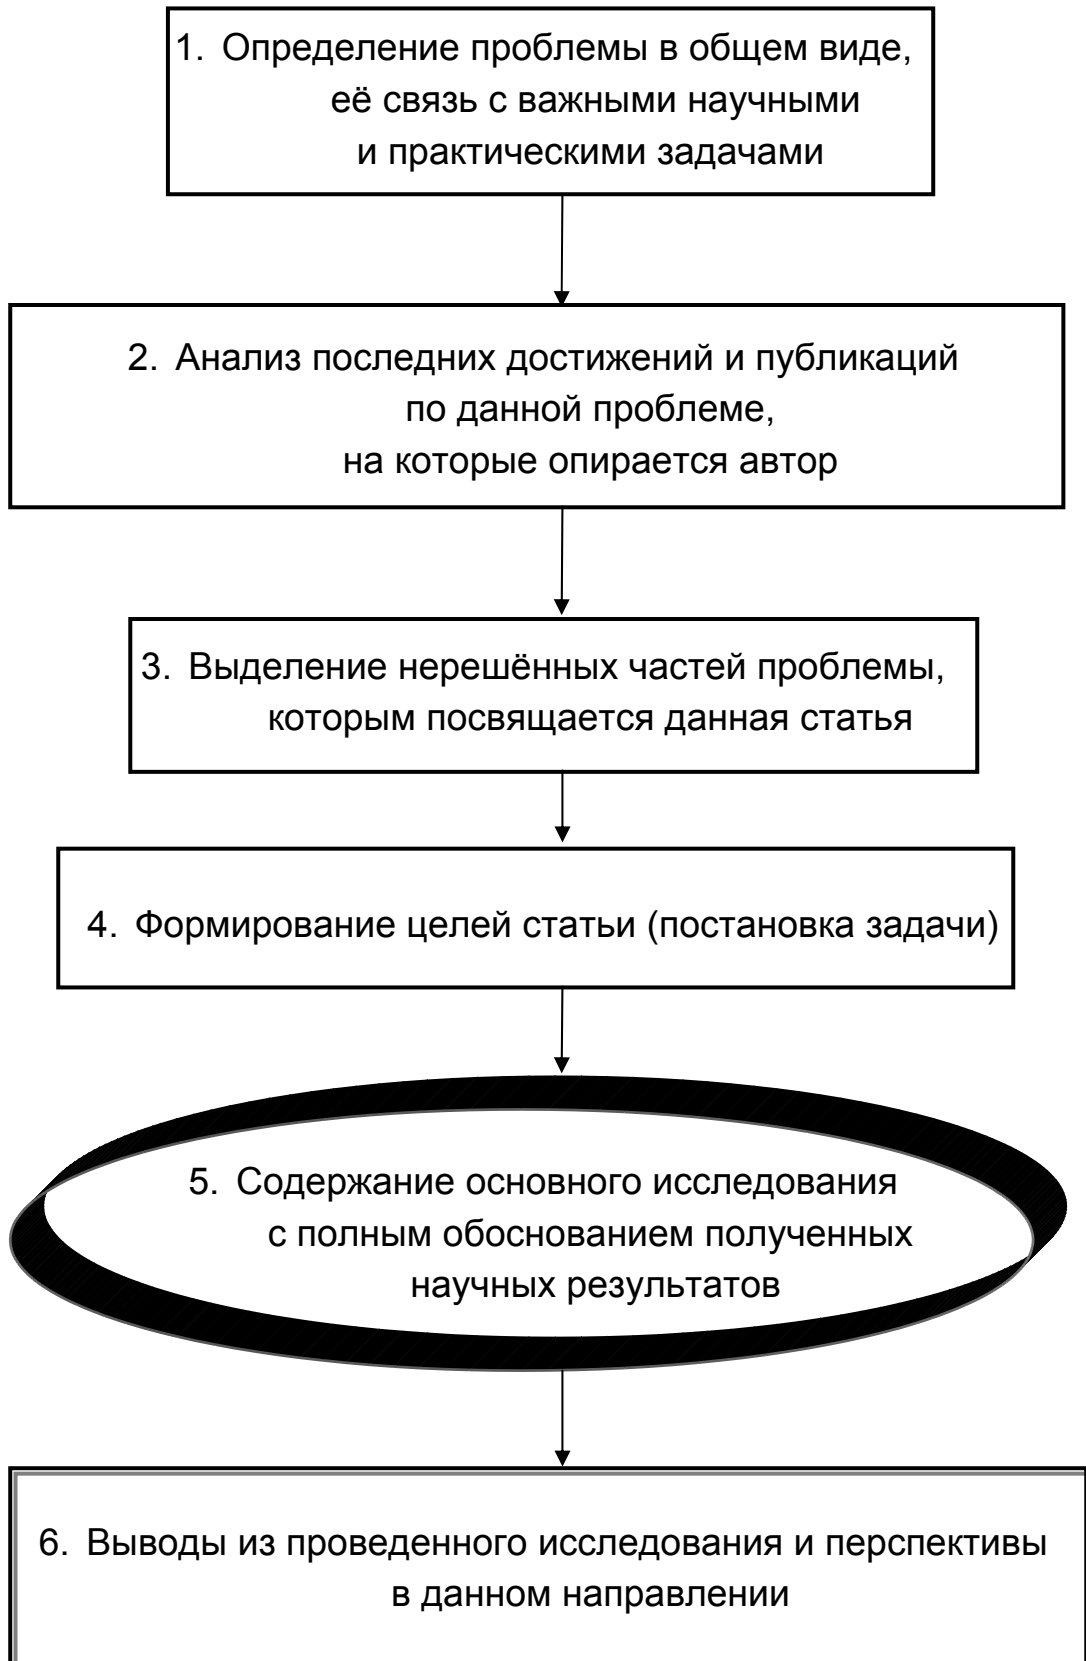 1. Определение проблемы в общем виде,
её связь с важными научными
и практическими задачами
2. Анализ последних достижений и публикаций
по данной проблеме,
на которые опирается автор
3. Выделение нерешённых частей проблемы,
которым посвящается данная статья
4. Формирование целей статьи (постановка задачи)
5. Содержание основного исследования
с полным обоснованием полученных
научных результатов
6. Выводы из проведенного исследования и перспективы
в данном направлении